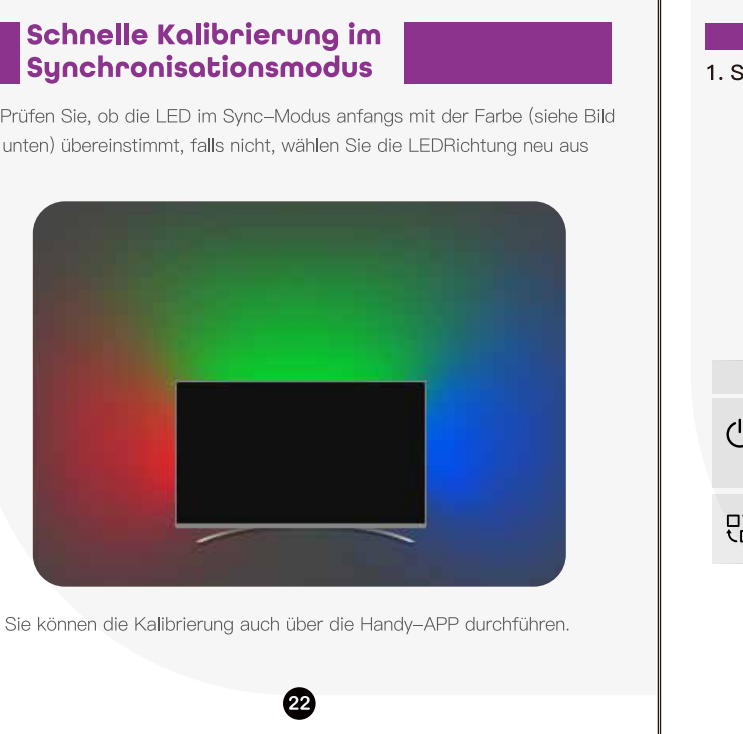 Schnelle Kalibrierung im
Synchronisationsmodus
Prüfen Sie, ob die LED im Sync-Modus anfangs mit der Farbe (siehe Bild
unten) übereinstimmt, falls nicht, wählen Sie die LEDRichtung neu aus
Sie können die Kalibrierung auch über die Handy-APP durchführen.
22
1. S